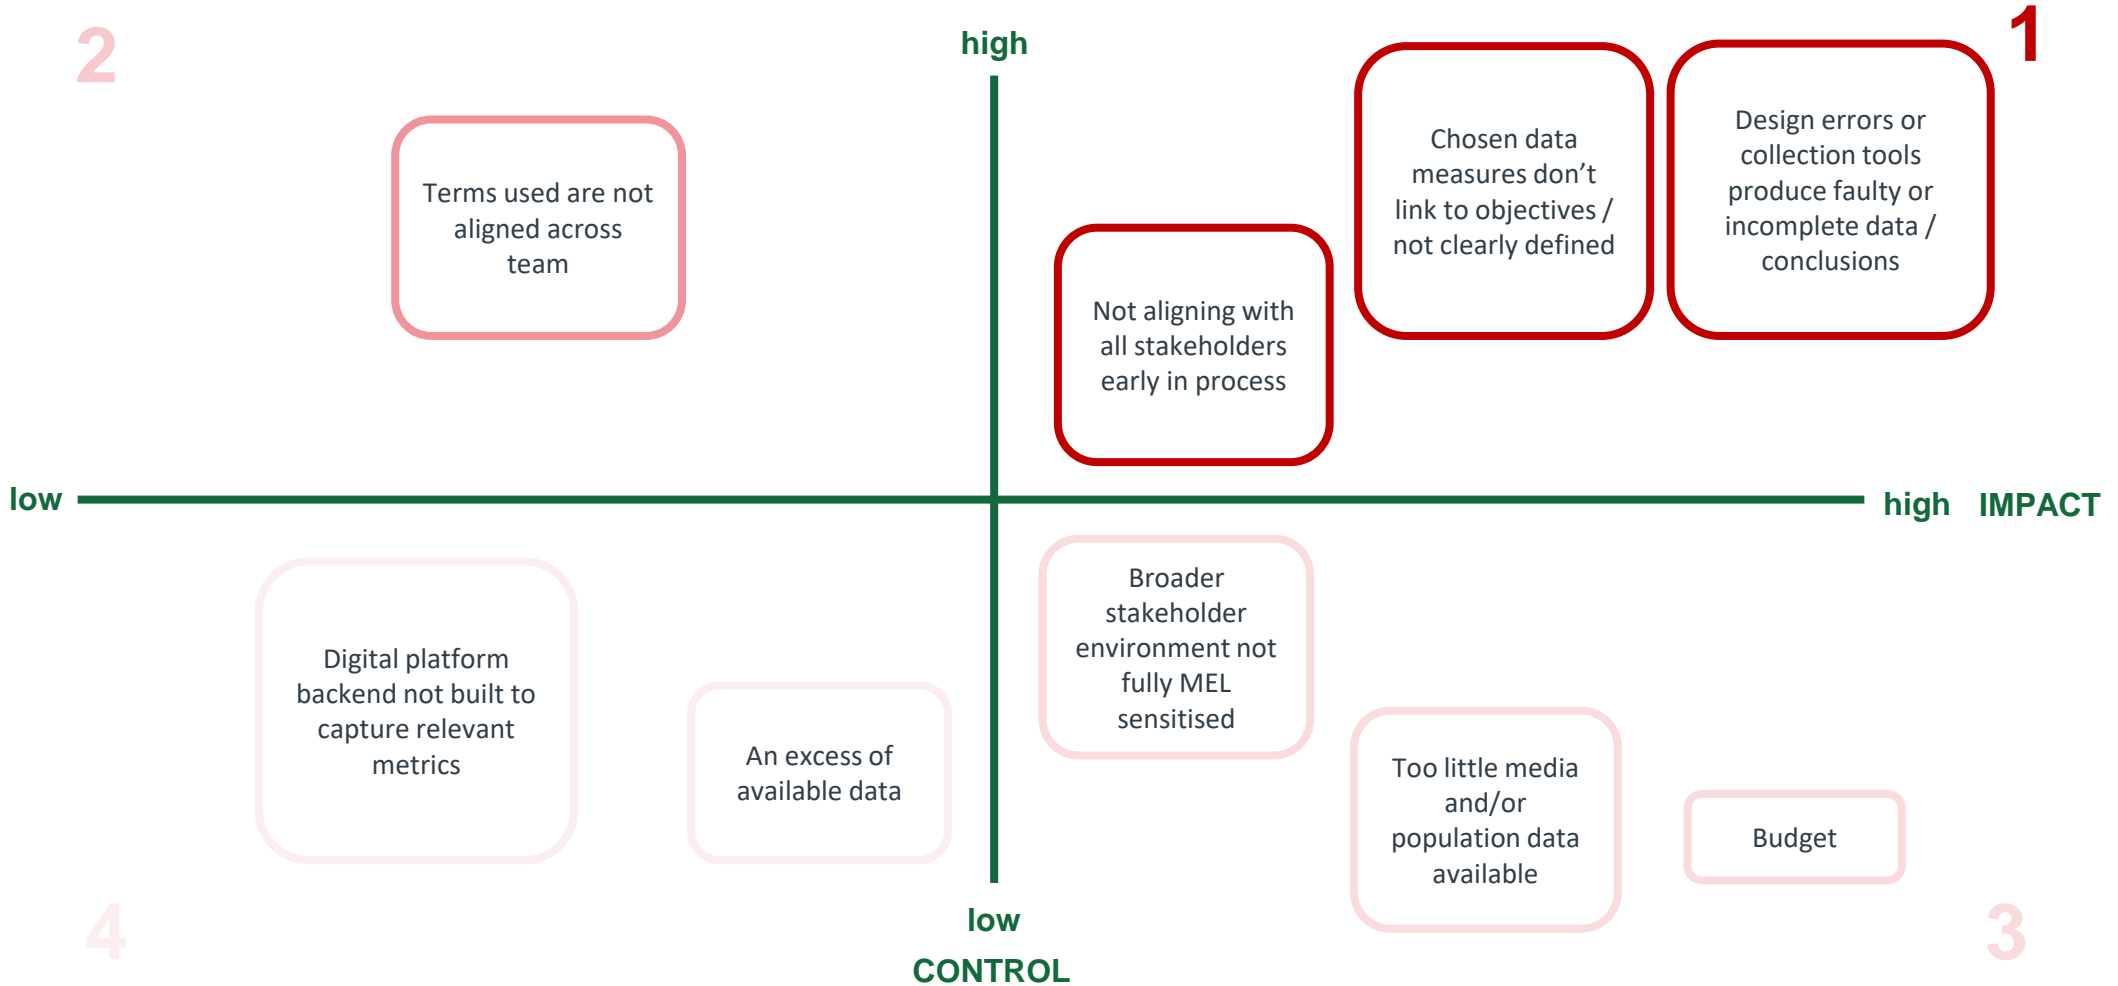 2
high
1
Terms used are not
aligned across
team
Not aligning with
all stakeholders
early in process
Chosen data
measures don’t
link to objectives /
not clearly defined
Design errors or
collection tools
produce faulty or
incomplete data /
conclusions
low
high IMPACT
Digital platform
backend not built to
capture relevant
metrics
An excess of
available data
Broader
stakeholder
environment not
fully MEL
sensitised
Too little media
and/or
population data
available
Budget
4
low
CONTROL
3